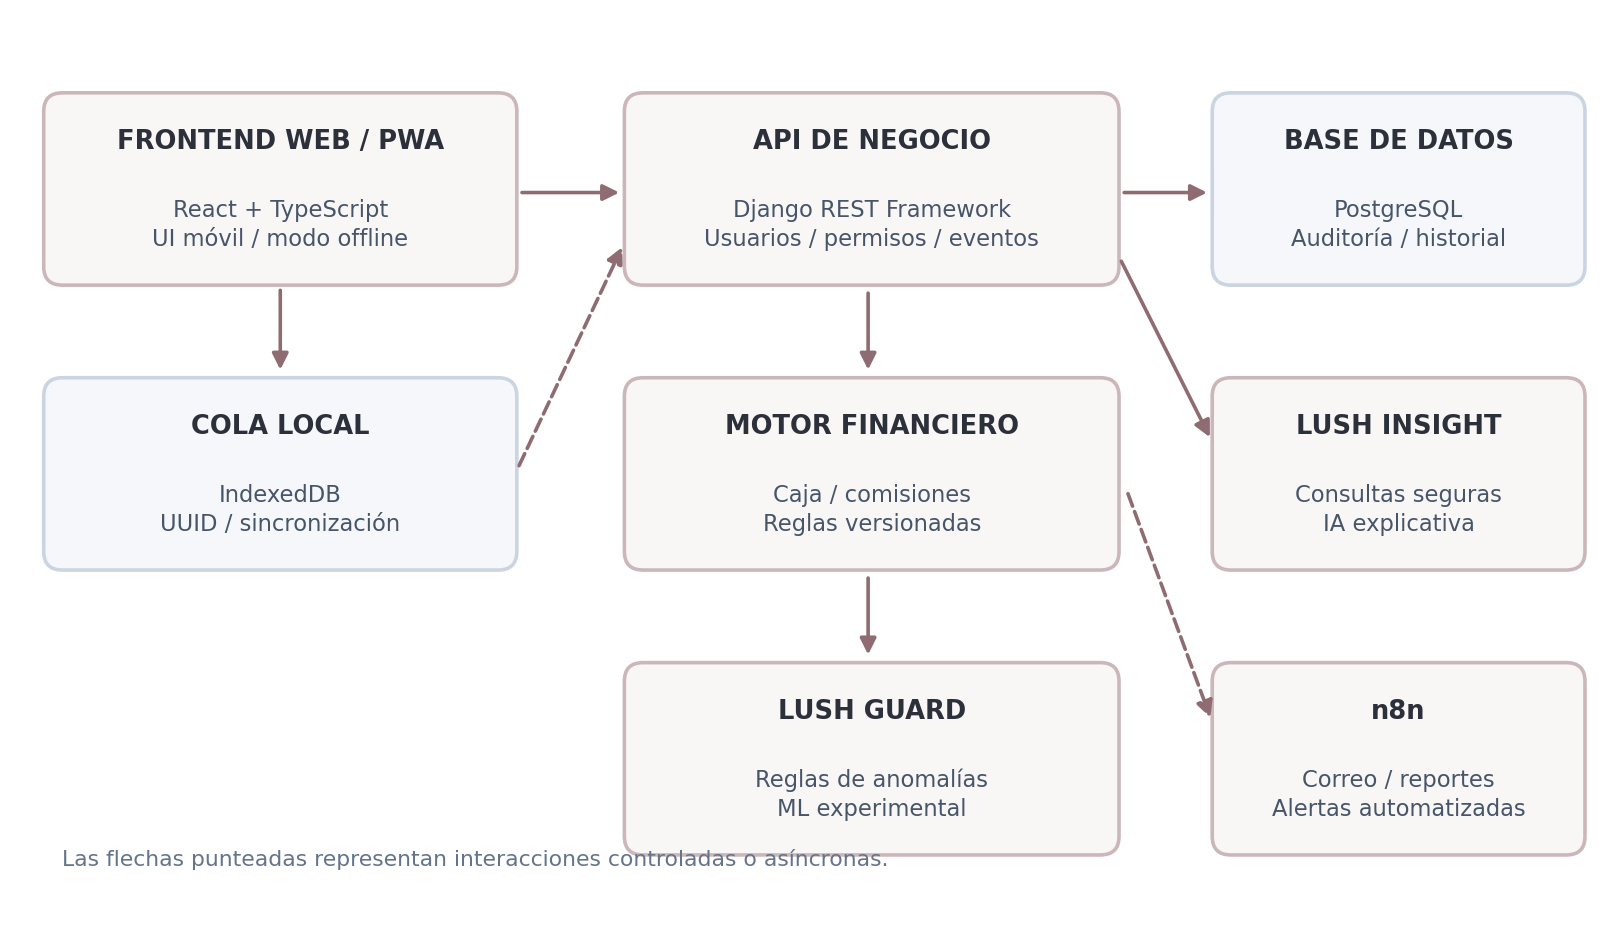 FRONTEND WEB / PWA
React + TypeScript
UI móvil / modo offline
API DE NEGOCIO
Django REST Framework
Usuarios / permisos / eventos
BASE DE DATOS
PostgreSQL
Auditoría / historial
COLA LOCAL
IndexedDB
UUID / sincronización
MOTOR FINANCIERO
Caja / comisiones
Reglas versionadas
LUSH INSIGHT
Consultas seguras
IA explicativa
LUSH GUARD
Reglas de anomalías
ML experimental
n8n
Correo / reportes
Alertas automatizadas
Las flechas punteadas representan interacciones controladas o asíncronas.